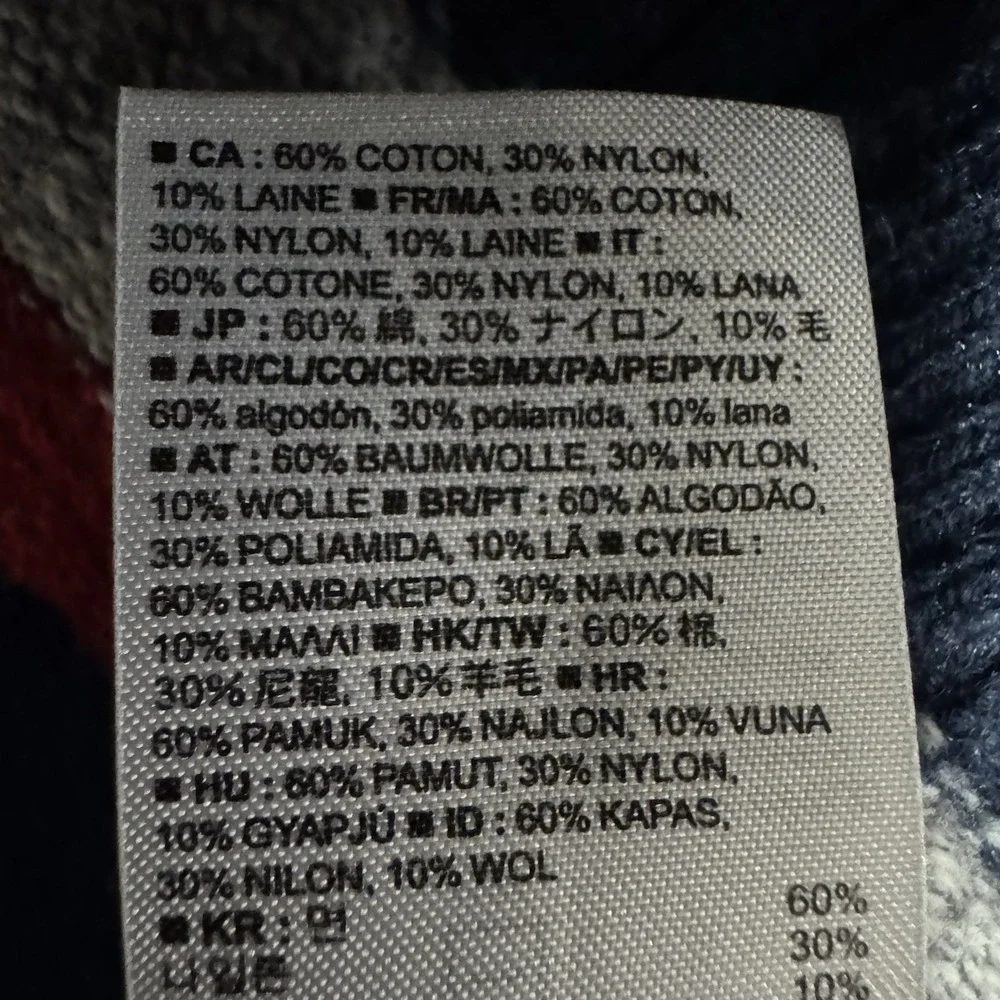 ■ CA : 60% COTON, 30% NYLON,
10% LAINE ■ FR/MA : 60% COTON,
30% NYLON, 10% LAINE ■ IT :
60% COTONE, 30% NYLON, 10% LANA
■ JP : 60% 綿, 30% ナイロン, 10% 毛
■ AR/CL/CO/CR/ES/MX/PA/PE/PY/UY :
60% algodón, 30% poliamida, 10% lana
■ AT : 60% BAUMWOLLE, 30% NYLON,
10% WOLLE ■ BR/PT : 60% ALGODÃO,
30% POLIAMIDA, 10% LÃ ■ CY/EL :
60% ΒΑΜΒΑΚΕΡΟ, 30% ΝΑΙΛΟΝ,
10% ΜΑΛΛΙ ■ HK/TW : 60% 棉,
30% 尼龍, 10% 羊毛 ■ HR :
60% PAMUK, 30% NAJLON, 10% VUNA
■ HU : 60% PAMUT, 30% NYLON,
10% GYAPJÚ ■ ID : 60% KAPAS,
30% NILON, 10% WOL
■ KR : 면 60%
나일론 30%
10%